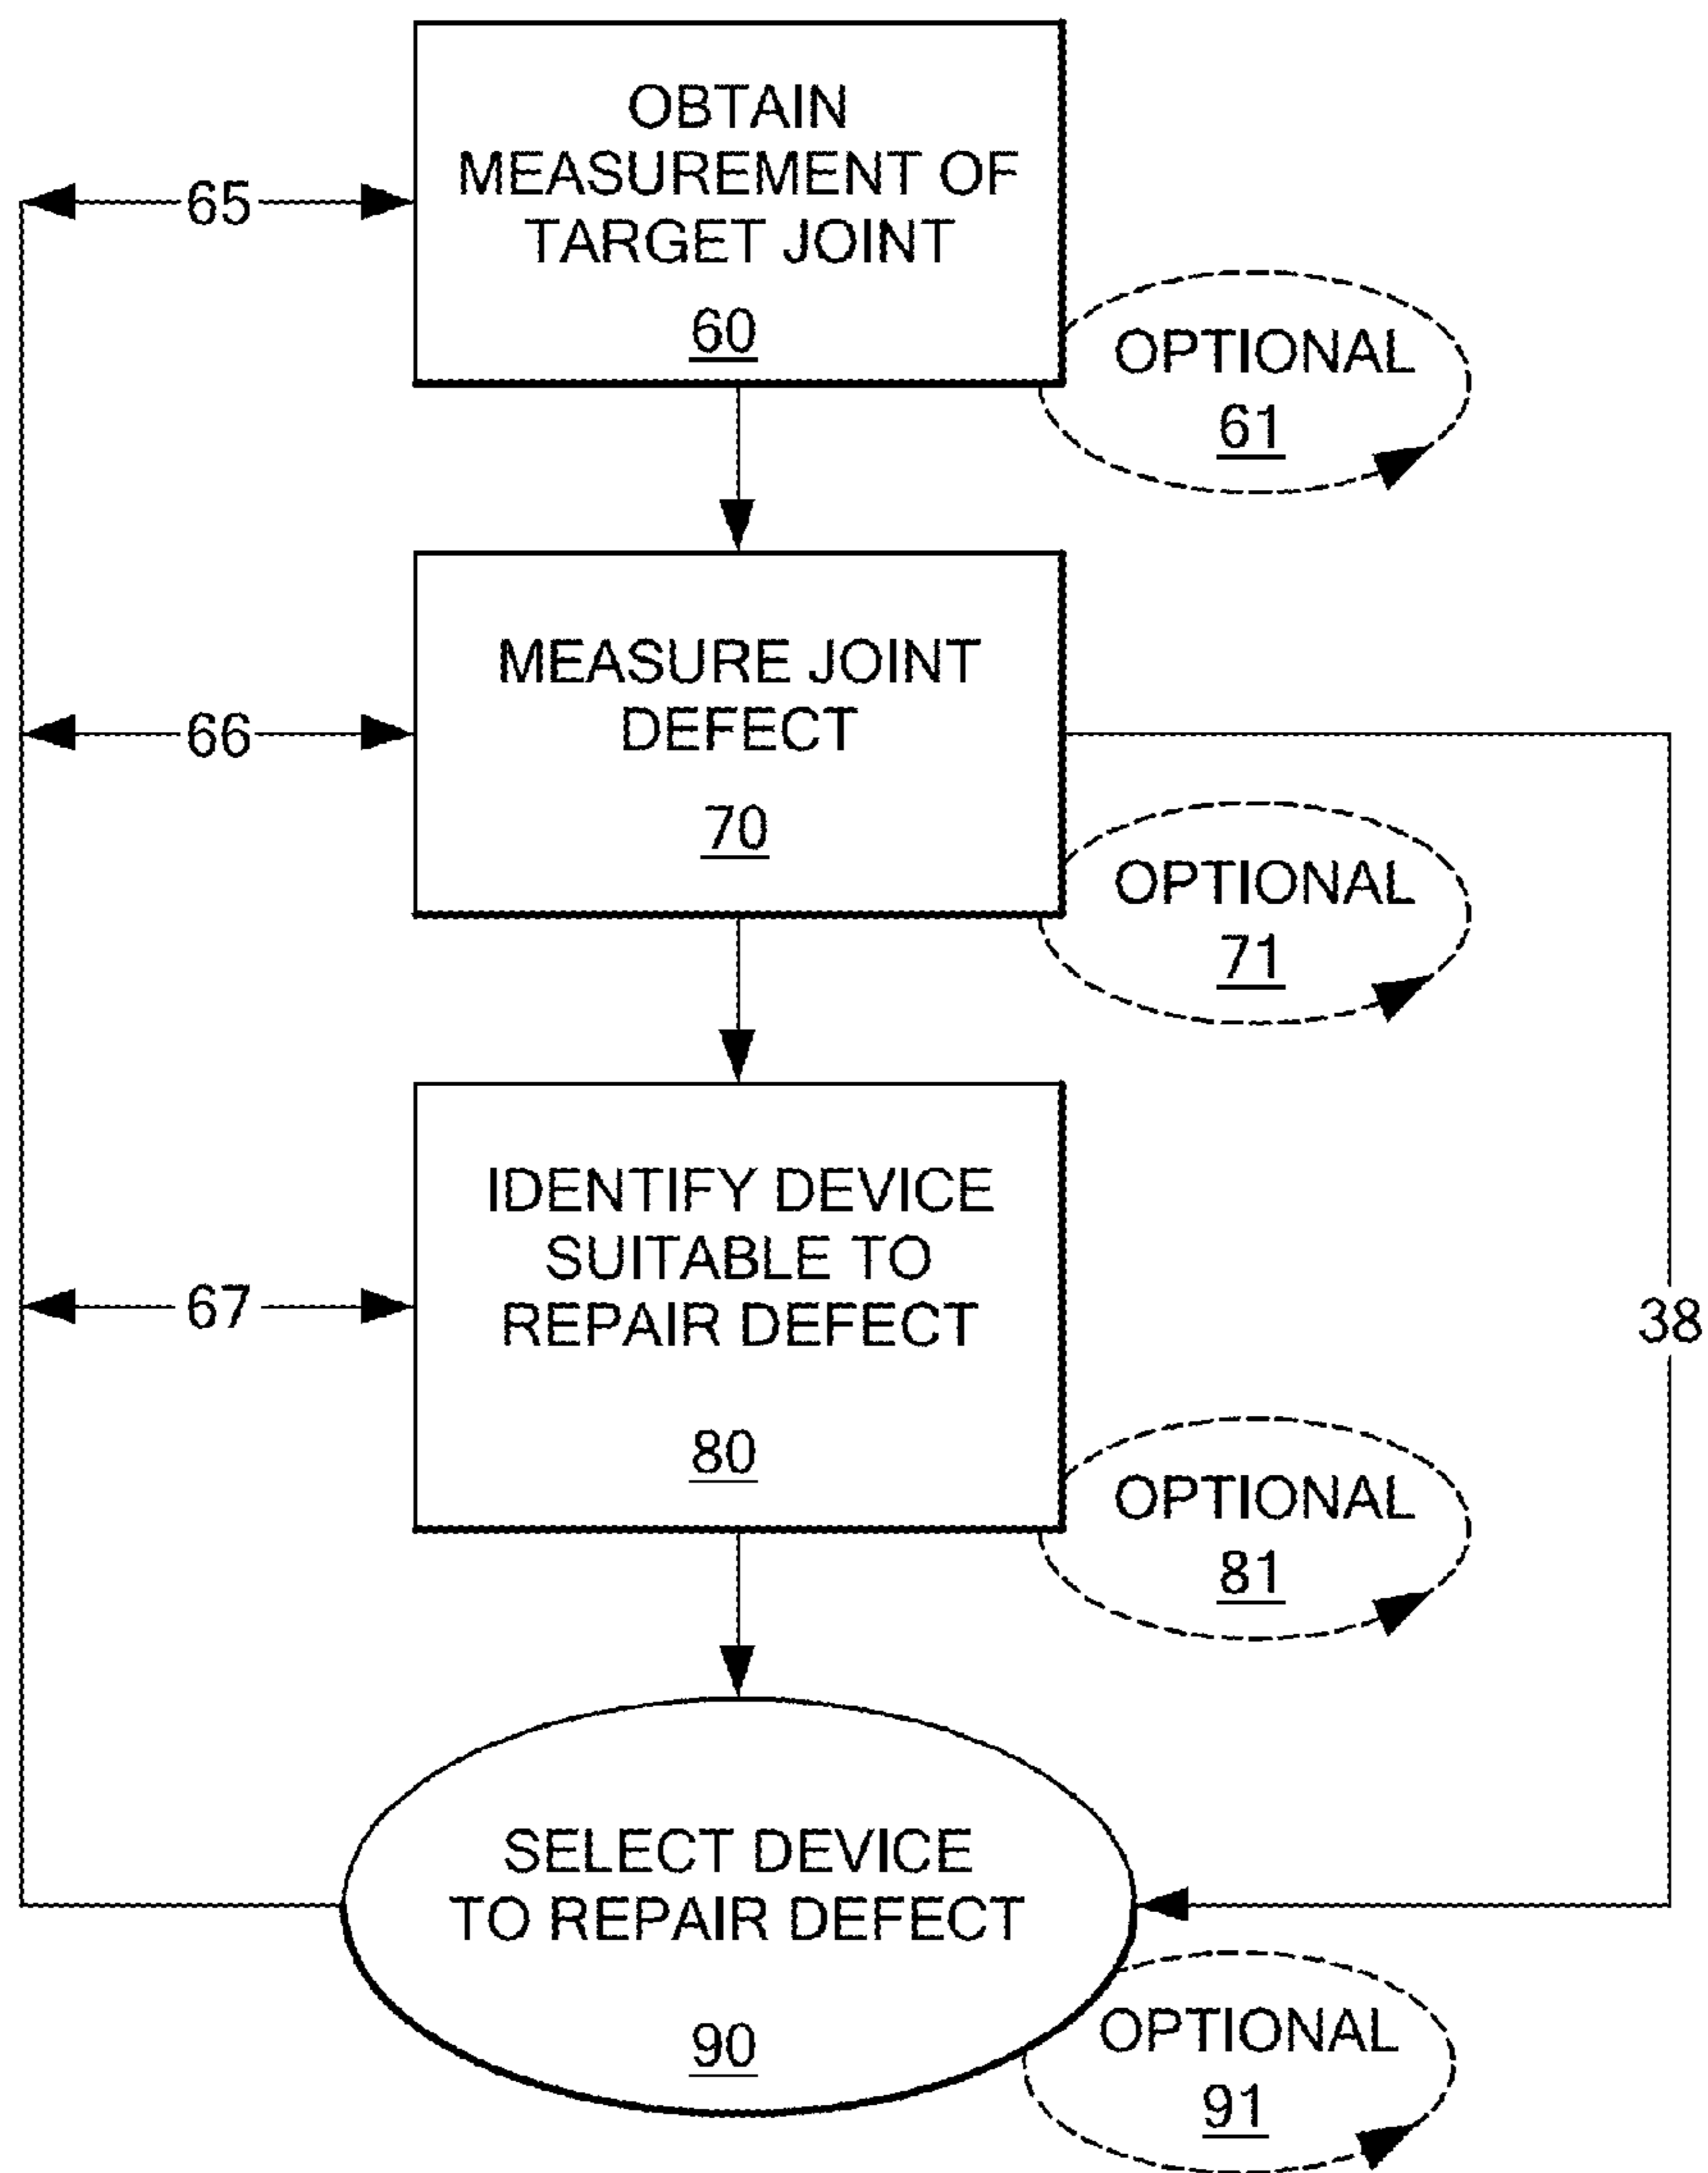 OBTAIN
MEASUREMENT OF
TARGET JOINT
60
65
OPTIONAL
61
MEASURE JOINT
DEFECT
70
66
OPTIONAL
71
IDENTIFY DEVICE
SUITABLE TO
REPAIR DEFECT
80
67
38
OPTIONAL
81
SELECT DEVICE
TO REPAIR DEFECT
90
OPTIONAL
91